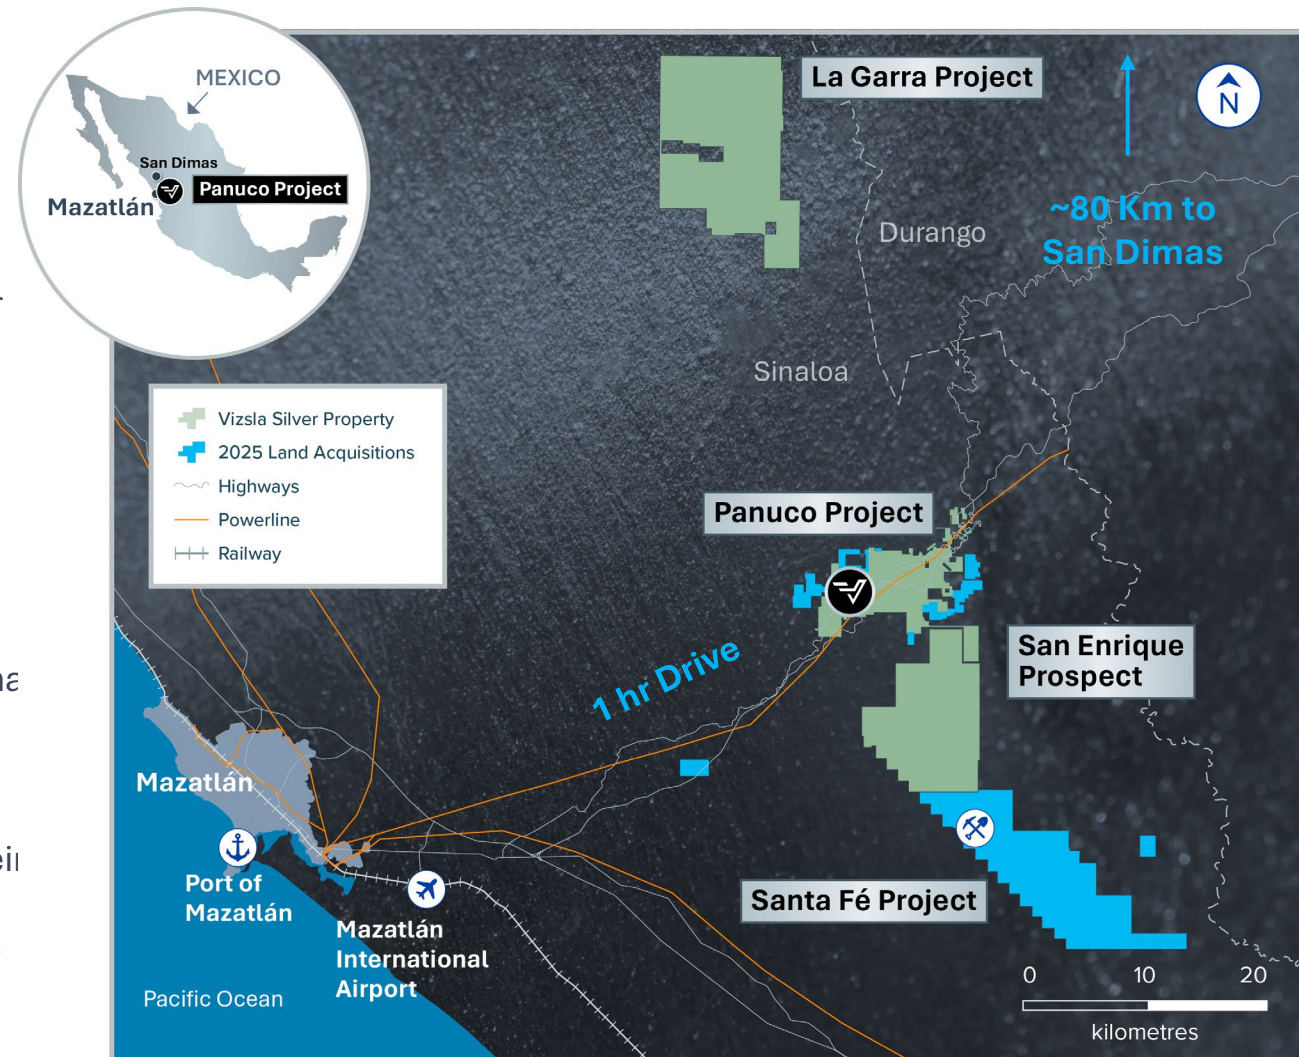 MEXICO
San Dimas
Panuco Project
Mazatlán
La Garra Project
N
~80 Km to
San Dimas
Durango
Sinaloa
Vizsla Silver Property
2025 Land Acquisitions
Highways
Powerline
Railway
Panuco Project
San Enrique
Prospect
1 hr Drive
Mazatlán
Port of
Mazatlán
Mazatlán
International
Airport
Santa Fé Project
Pacific Ocean
0 10 20
kilometres